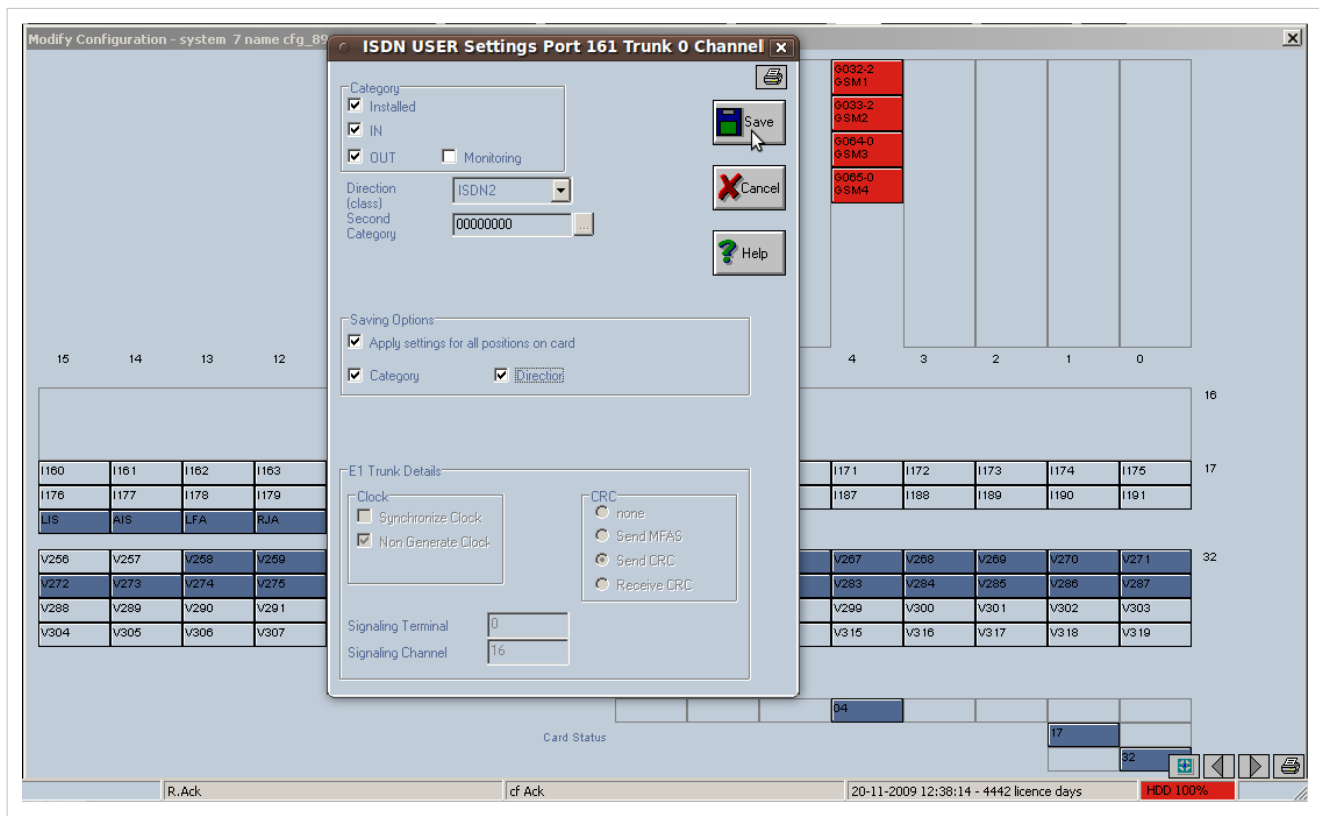 Modify Configuration - system 7 name cfg_89
ISDN USER Settings Port 161 Trunk 0 Channel
Category
Installed
IN
OUT Monitoring
Direction (class) ISDN2
Second Category 00000000 ...
Save
Cancel
Help
Saving Options
Apply settings for all positions on card
Category Direction
E1 Trunk Details
Clock
Synchronize Clock
Non Generate Clock
CRC
none
Send MFAS
Send CRC
Receive CRC
Signaling Terminal 0
Signaling Channel 16
G032-2
GSM1
G033-2
GSM2
G064-0
GSM3
G065-0
GSM4
15 14 13 12 4 3 2 1 0
16
I160 I161 I162 I163 I171 I172 I173 I174 I175 17
I176 I177 I178 I179 I187 I188 I189 I190 I191
LIS AIS LFA RJA
V256 V257 V258 V259 V267 V268 V269 V270 V271 32
V272 V273 V274 V275 V283 V284 V285 V286 V287
V288 V289 V290 V291 V299 V300 V301 V302 V303
V304 V305 V306 V307 V315 V316 V317 V318 V319
04
Card Status 17
32
R.Ack cf Ack 20-11-2009 12:38:14 - 4442 licence days HDD 100%